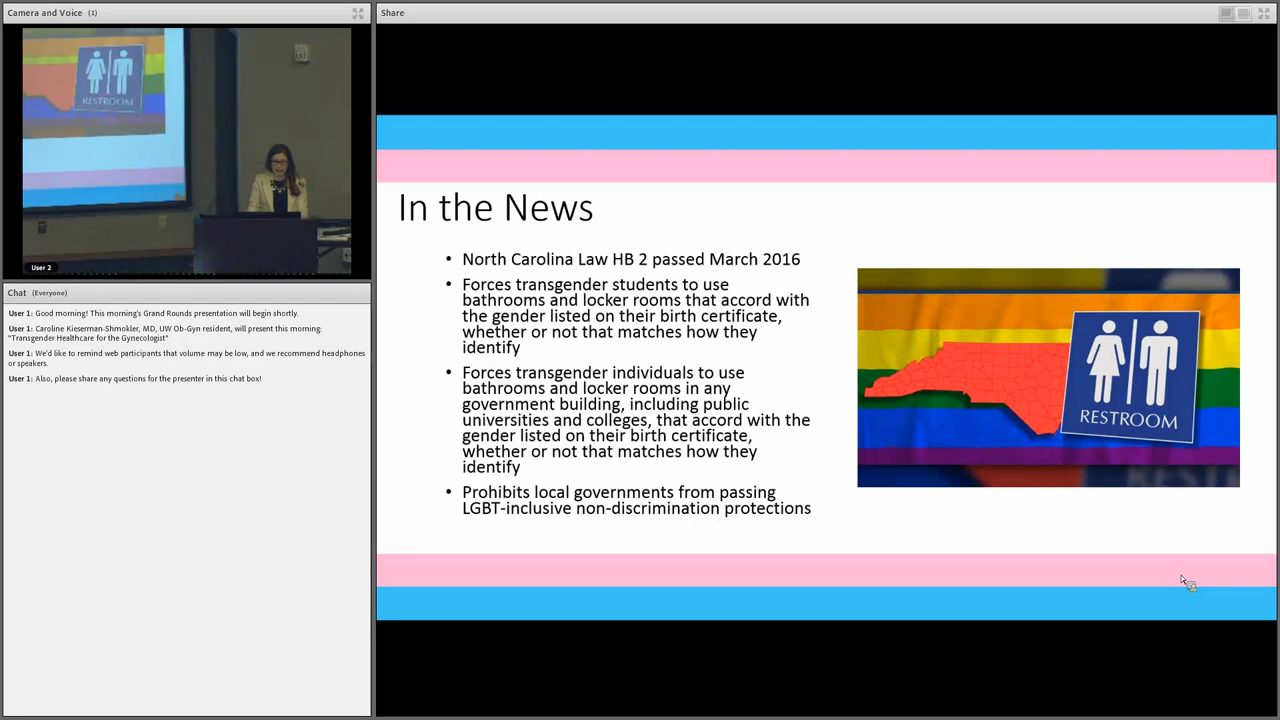 Camera and Voice (1)
RESTROOM
User 2
Chat (Everyone)
User 1: Good morning! This morning's Grand Rounds presentation will begin shortly.
User 1: Caroline Kieserman-Shmokler, MD, UW Ob-Gyn resident, will present this morning:
"Transgender Healthcare for the Gynecologist"
User 1: We'd like to remind web participants that volume may be low, and we recommend headphones
or speakers.
User 1: Also, please share any questions for the presenter in this chat box!
Share
In the News
• North Carolina Law HB 2 passed March 2016
• Forces transgender students to use
bathrooms and locker rooms that accord with
the gender listed on their birth certificate,
whether or not that matches how they
identify
• Forces transgender individuals to use
bathrooms and locker rooms in any
government building, including public
universities and colleges, that accord with the
gender listed on their birth certificate,
whether or not that matches how they
identify
• Prohibits local governments from passing
LGBT-inclusive non-discrimination protections
RESTROOM